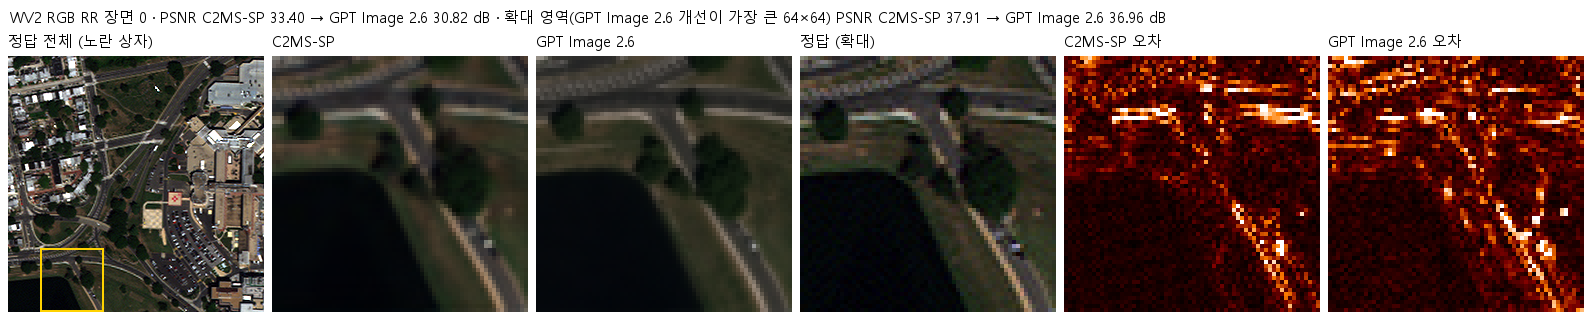 WV2 RGB RR 장면 0 · PSNR C2MS-SP 33.40 → GPT Image 2.6 30.82 dB · 확대 영역(GPT Image 2.6 개선이 가장 큰 64×64) PSNR C2MS-SP 37.91 → GPT Image 2.6 36.96 dB
정답 전체 (노란 상자)
C2MS-SP
GPT Image 2.6
정답 (확대)
C2MS-SP 오차
GPT Image 2.6 오차